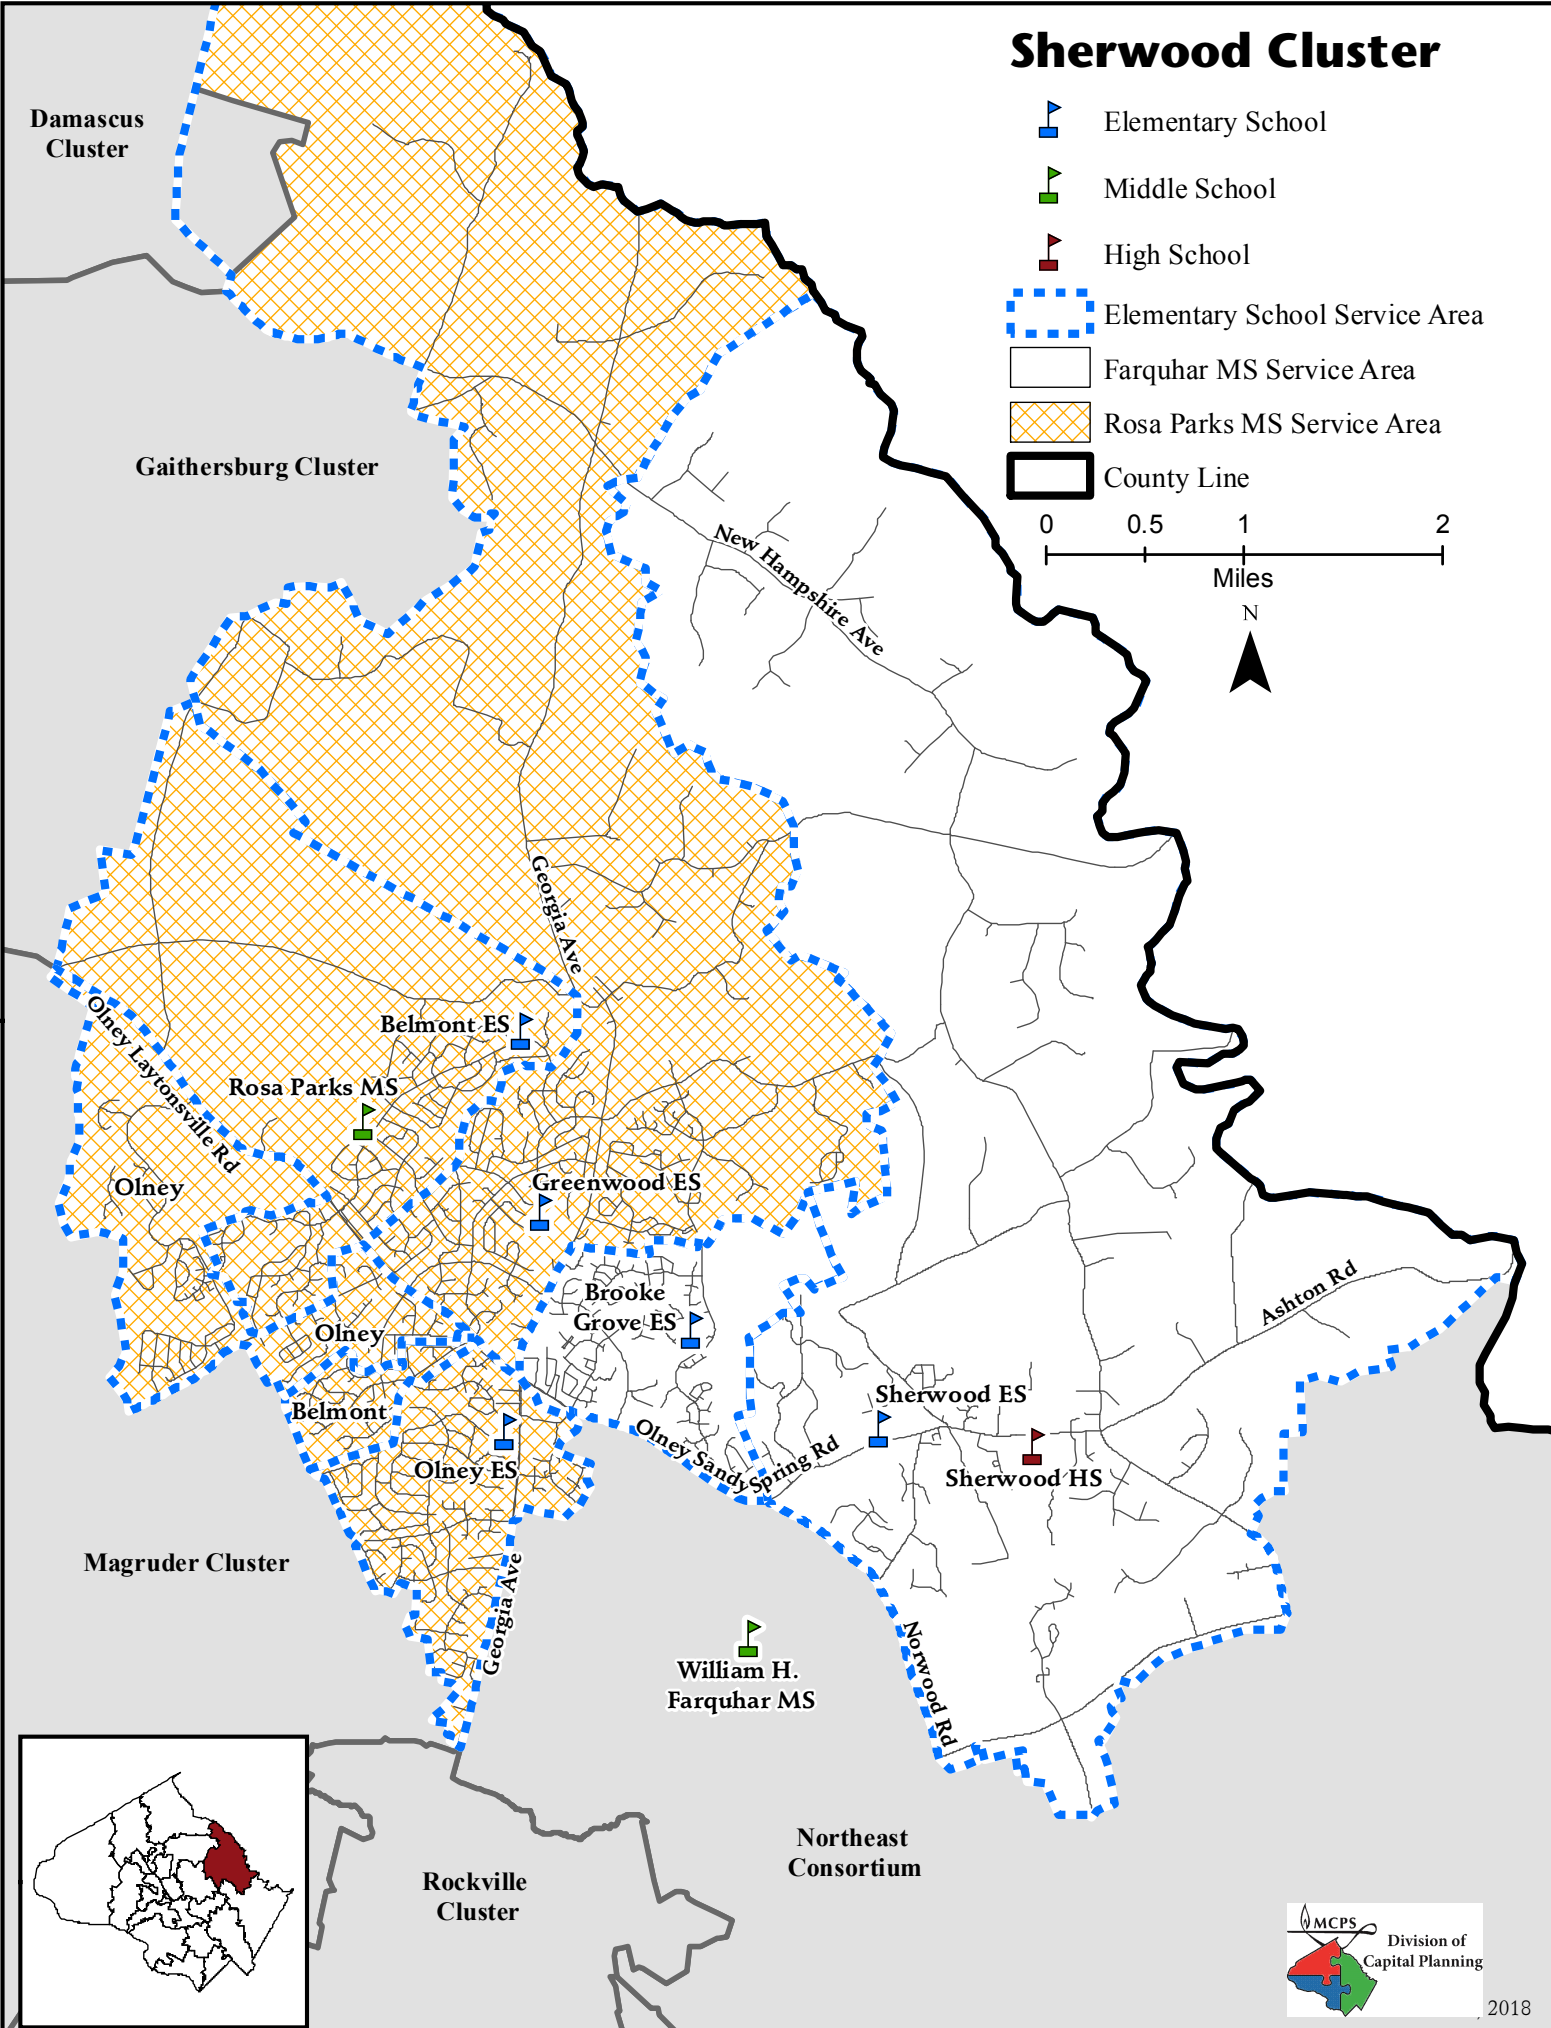 Sherwood Cluster
Elementary School
Middle School
High School
Elementary School Service Area
Farquhar MS Service Area
Rosa Parks MS Service Area
County Line
0 0.5 1 2
Miles
N
Damascus
Cluster
Gaithersburg Cluster
New Hampshire Ave
Georgia Ave
Olney Laytonsville Rd
Belmont ES
Rosa Parks MS
Olney
Greenwood ES
Brooke
Grove ES
Olney
Ashton Rd
Belmont
Sherwood ES
Olney Sandy Spring Rd
Olney ES
Sherwood HS
Magruder Cluster
Georgia Ave
Norwood Rd
William H.
Farquhar MS
Northeast
Consortium
Rockville
Cluster
MCPS
Division of
Capital Planning
, 2018